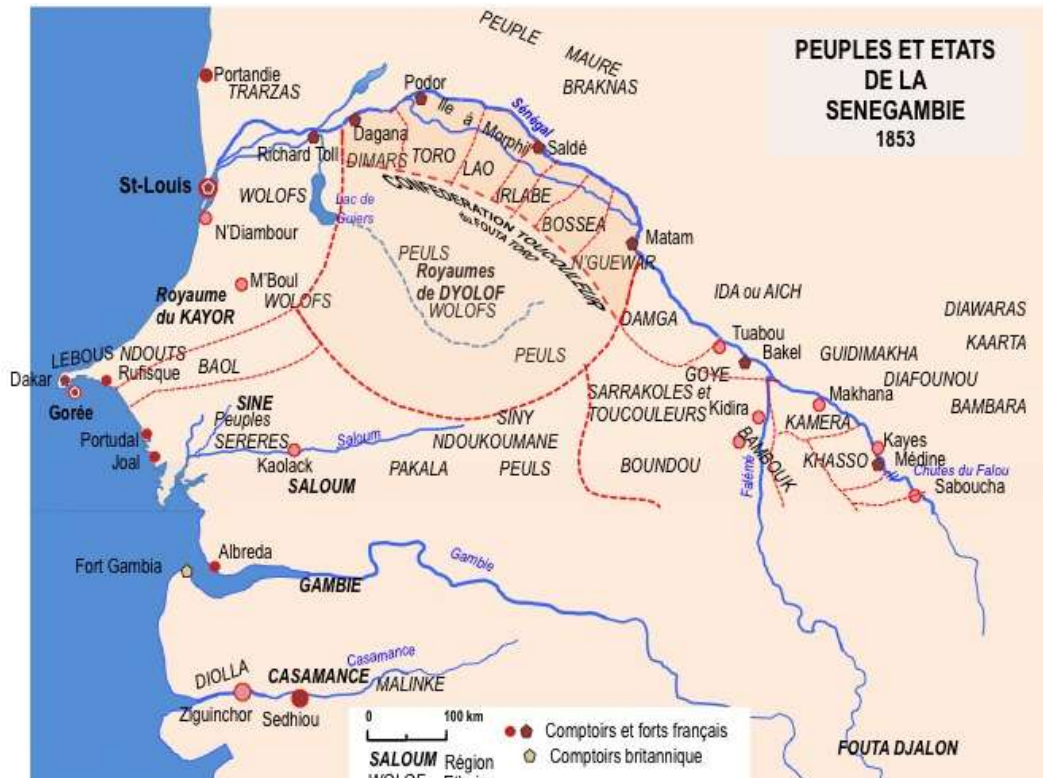 PEUPLES ET ETATS
DE LA
SENEGAMBIE
1853
PEUPLE
MAURE
BRAKNAS
Portandie
TRARZAS
Podor
Ile à Morphil
Sénégal
Saldé
Dagana
Richard Toll
DIMARS
TORO
LAO
IRLABE
BOSSEA
N'GUEWAR
CONFEDERATION TOUCOULEUR
du FOUTA TORO
St-Louis
WOLOFS
Lac de
Guiers
N'Diambour
Matam
PEULS
Royaumes
de DYOLOF
WOLOFS
M'Boul
WOLOFS
Royaume
du KAYOR
IDA ou AICH
DIAWARAS
DAMGA
Tuabou
Bakel
KAARTA
GUIDIMAKHA
LEBOUS
NDOUTS
BAOL
PEULS
GOYE
DIAFOUNOU
Dakar
Rufisque
Gorée
SARRAKOLES et
TOUCOULEURS
Makhana
BAMBARA
SINE
Peuples
SERERES
SINY
Kidira
KAMERA
Portudal
Joal
Saloum
NDOUKOUMANE
BAMBOUK
Kayes
Médine
KHASSO
Kaolack
SALOUM
PAKALA
PEULS
BOUNDOU
Falémé
Chutes du Falou
Saboucha
Albreda
Fort Gambia
GAMBIE
Gambie
DIOLLA
CASAMANCE
Casamance
MALINKE
Ziguinchor
Sedhiou
FOUTA DJALON
0 100 km
Comptoirs et forts français
SALOUM Région
Comptoirs britannique